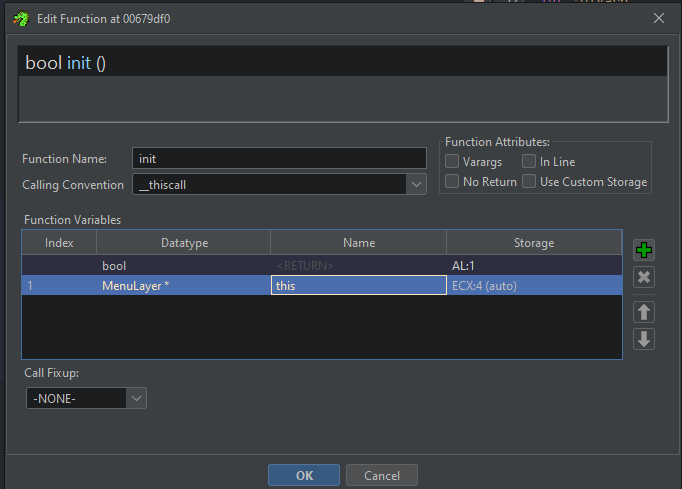 Edit Function at 00679df0
bool init ()
Function Name: init
Calling Convention __thiscall
Function Attributes:
Varargs In Line
No Return Use Custom Storage
Function Variables
Index Datatype Name Storage
bool <RETURN> AL:1
1 MenuLayer * this ECX:4 (auto)
Call Fixup:
-NONE-
OK Cancel